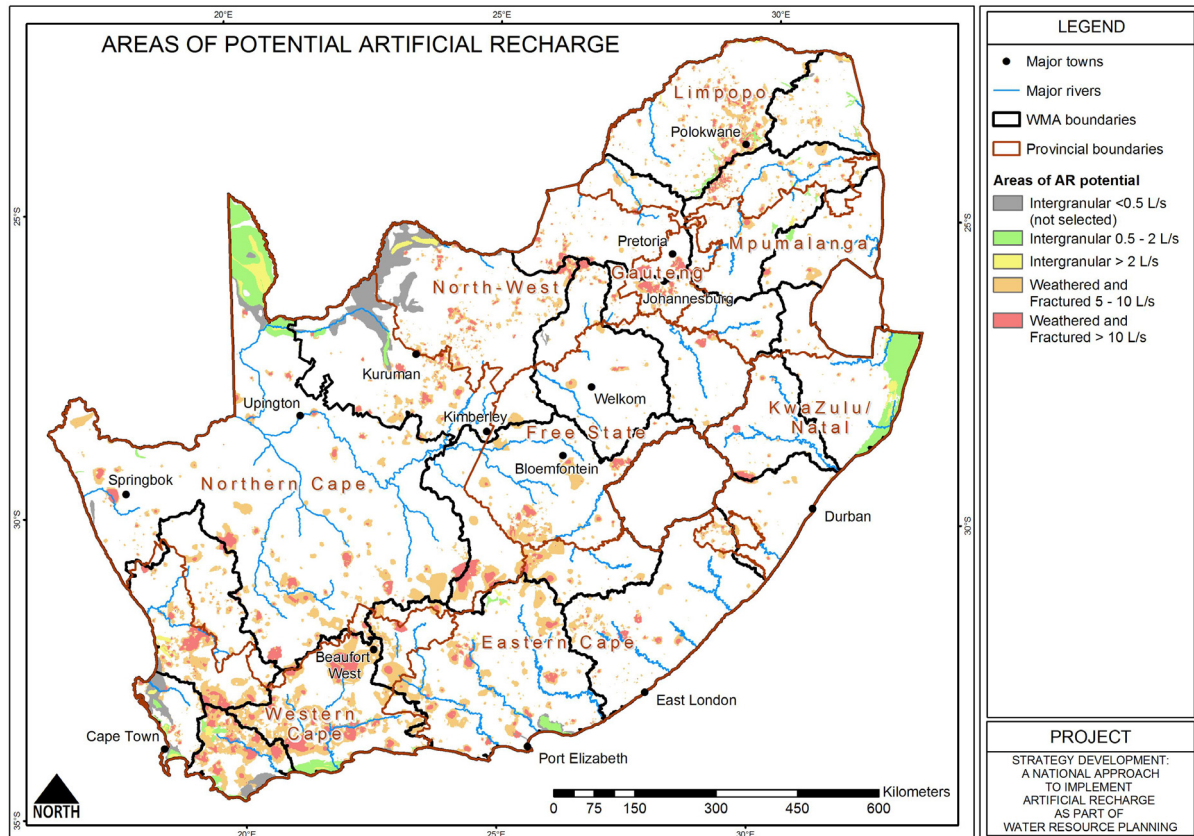 AREAS OF POTENTIAL ARTIFICIAL RECHARGE
20°E
25°E
30°E
25°S
25°S
30°S
30°S
35°S
20°E
25°E
30°E
Limpopo
Polokwane
Pretoria
Mpumalanga
Gauteng
Johannesburg
North-West
Kuruman
Welkom
Upington
Kimberley
KwaZulu/
Natal
Free State
Bloemfontein
Springbok
Northern Cape
Durban
Eastern Cape
Beaufort
West
East London
Western
Cape
Cape Town
Port Elizabeth
NORTH
Kilometers
0 75 150 300 450 600
LEGEND
Major towns
Major rivers
WMA boundaries
Provincial boundaries
Areas of AR potential
Intergranular <0.5 L/s
(not selected)
Intergranular 0.5 - 2 L/s
Intergranular > 2 L/s
Weathered and
Fractured 5 - 10 L/s
Weathered and
Fractured > 10 L/s
PROJECT
STRATEGY DEVELOPMENT:
A NATIONAL APPROACH
TO IMPLEMENT
ARTIFICIAL RECHARGE
AS PART OF
WATER RESOURCE PLANNING